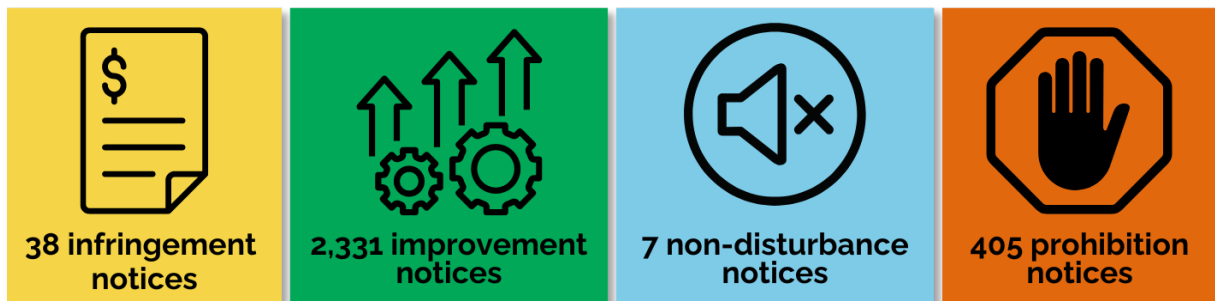 $
38 infringement
notices
2,331 improvement
notices
7 non-disturbance
notices
405 prohibition
notices